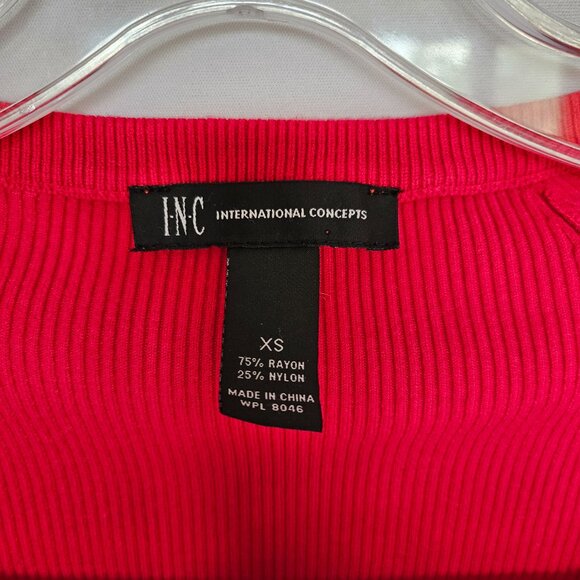 I·N·C INTERNATIONAL CONCEPTS
XS
75% RAYON
25% NYLON
MADE IN CHINA
WPL 8046